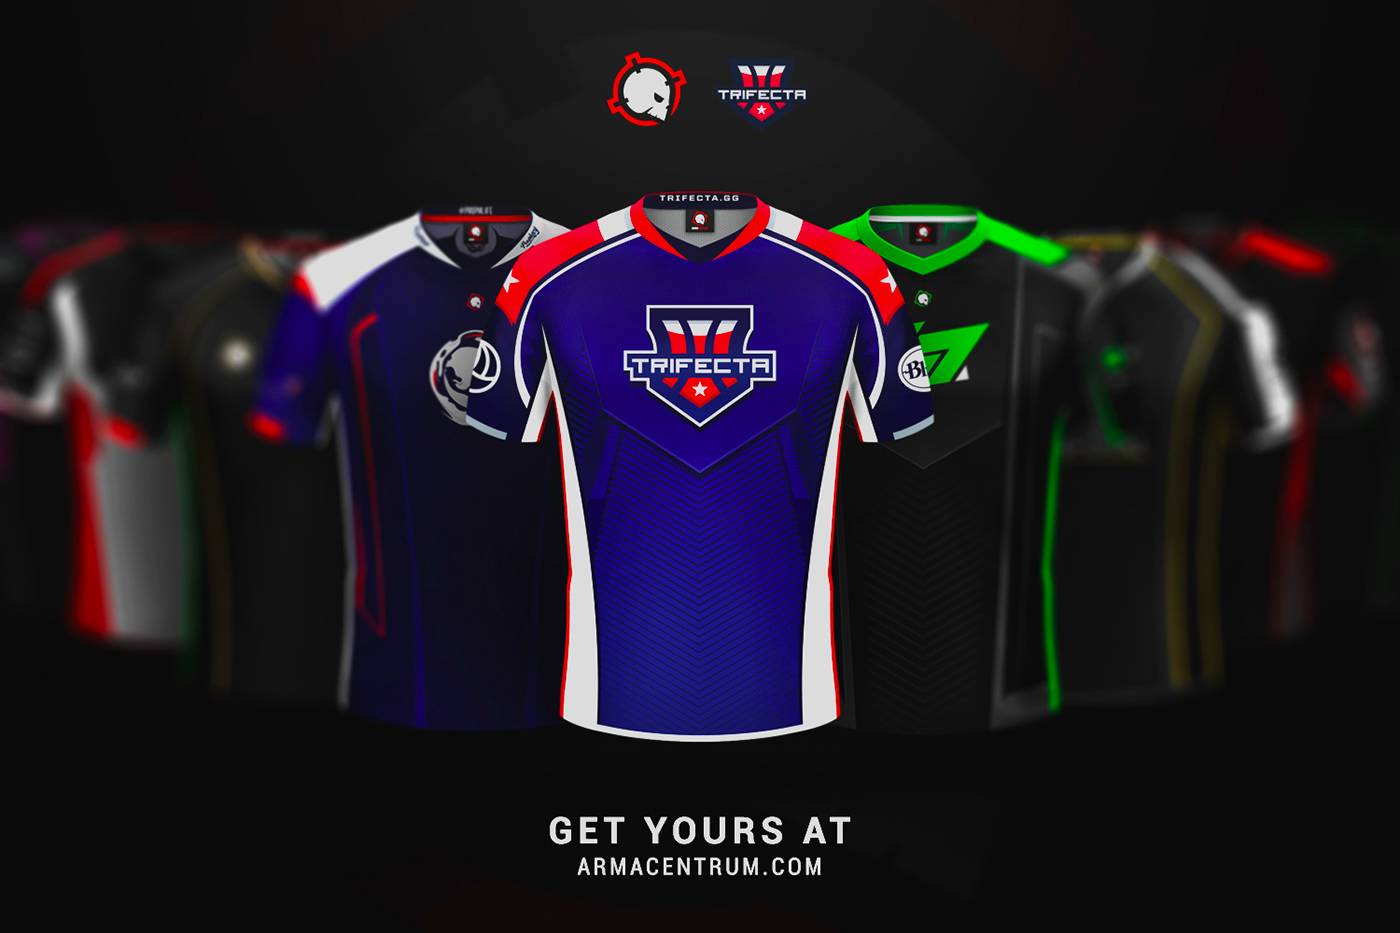 TRIFECTA
TRIFECTA.GG
TRIFECTA
GET YOURS AT
ARMACENTRUM.COM